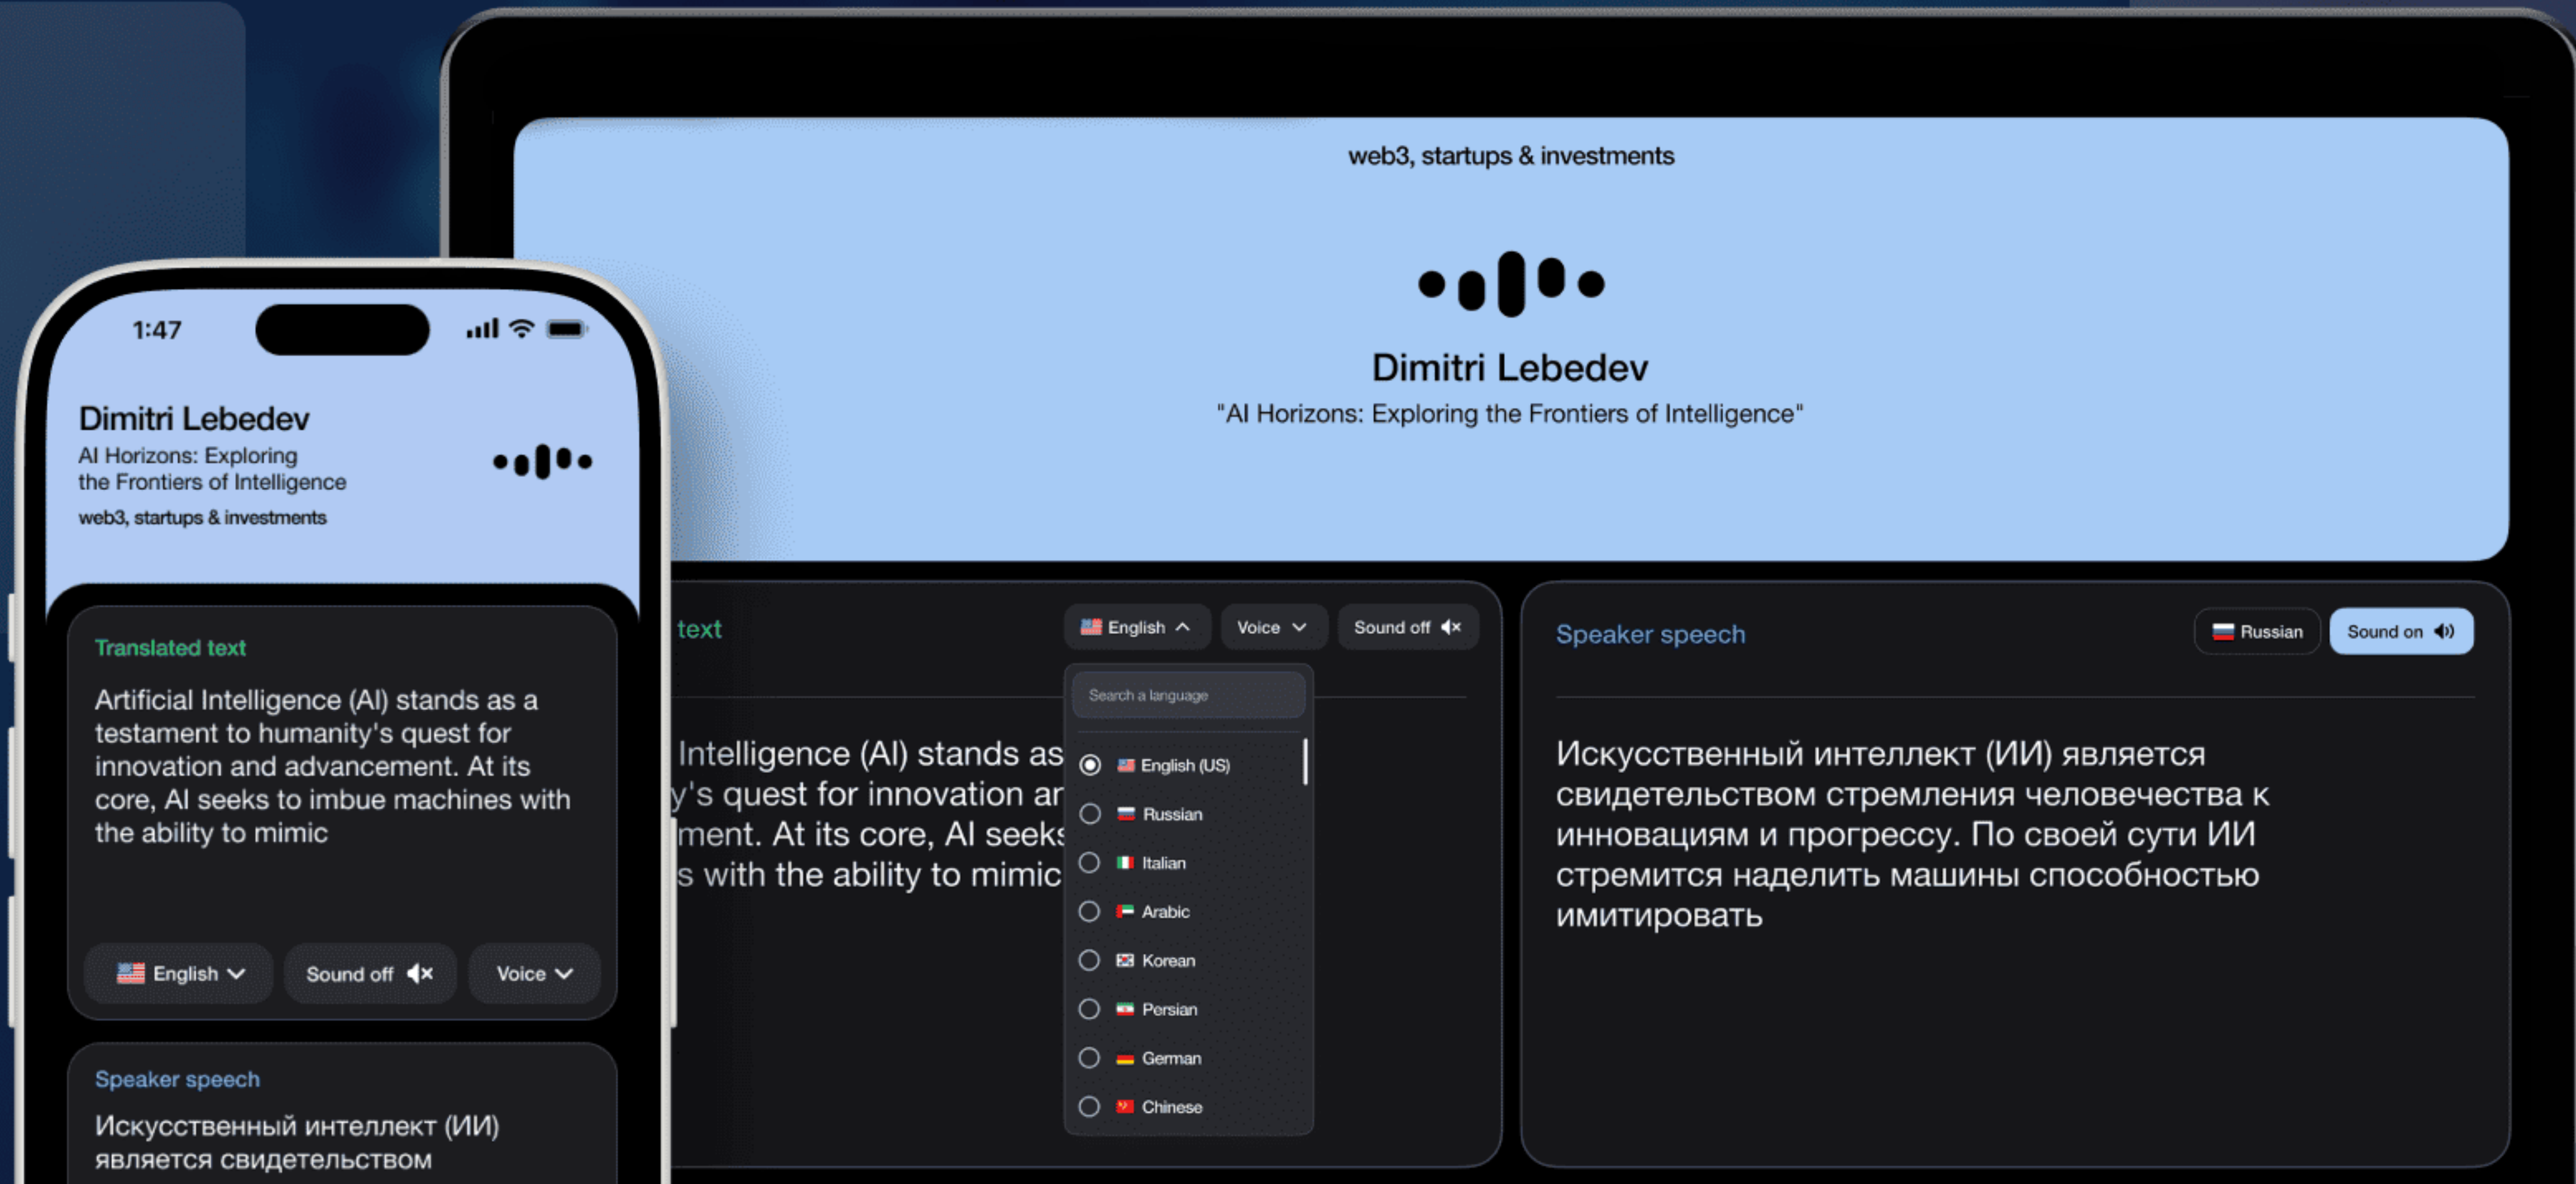 1:47
Dimitri Lebedev
AI Horizons: Exploring
the Frontiers of Intelligence
web3, startups & investments
Translated text
Artificial Intelligence (AI) stands as a
testament to humanity's quest for
innovation and advancement. At its
core, AI seeks to imbue machines with
the ability to mimic
English
Sound off
Voice
Speaker speech
Искусственный интеллект (ИИ)
является свидетельством
web3, startups & investments
Dimitri Lebedev
"AI Horizons: Exploring the Frontiers of Intelligence"
text
English
Voice
Sound off
Intelligence (AI) stands as
y's quest for innovation ar
ment. At its core, AI seeks
s with the ability to mimic
Search a language
English (US)
Russian
Italian
Arabic
Korean
Persian
German
Chinese
Speaker speech
Russian
Sound on
Искусственный интеллект (ИИ) является
свидетельством стремления человечества к
инновациям и прогрессу. По своей сути ИИ
стремится наделить машины способностью
имитировать